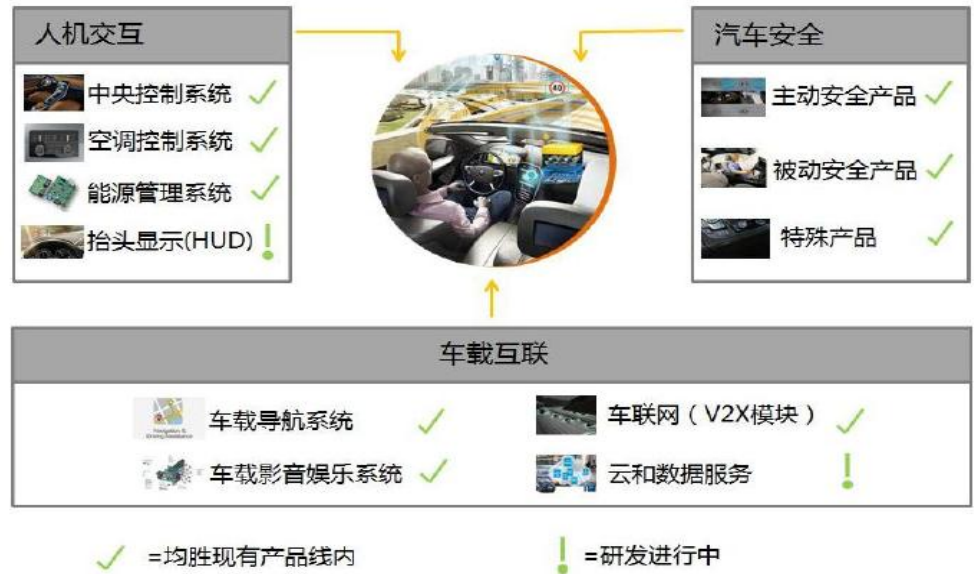 人机交互
中央控制系统 ✓
空调控制系统 ✓
能源管理系统 ✓
抬头显示(HUD) !
汽车安全
主动安全产品 ✓
被动安全产品 ✓
特殊产品 ✓
40
车载互联
车载导航系统 ✓
Navigation &
Driving Assistance
车载影音娱乐系统 ✓
车联网（V2X模块） ✓
云和数据服务 !
✓ =均胜现有产品线内
! =研发进行中